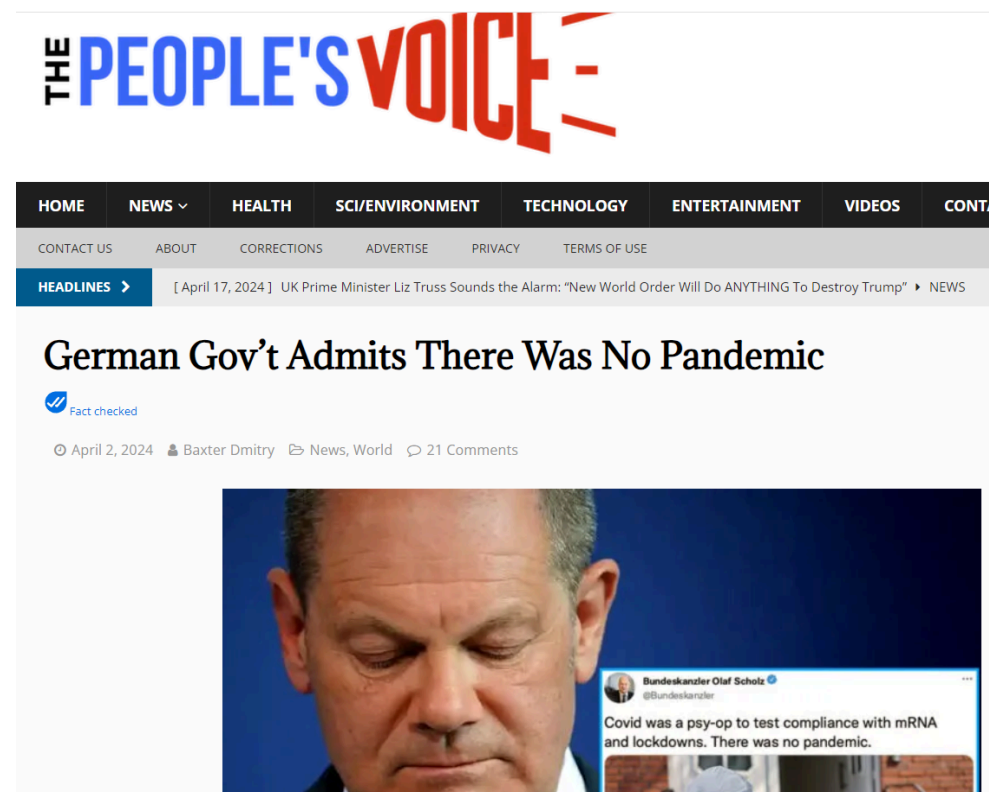 THE PEOPLE'S VOICE
HOME NEWS HEALTH SCI/ENVIRONMENT TECHNOLOGY ENTERTAINMENT VIDEOS CONTA
CONTACT US ABOUT CORRECTIONS ADVERTISE PRIVACY TERMS OF USE
HEADLINES [ April 17, 2024 ] UK Prime Minister Liz Truss Sounds the Alarm: “New World Order Will Do ANYTHING To Destroy Trump” NEWS
German Gov’t Admits There Was No Pandemic
Fact checked
April 2, 2024 Baxter Dmitry News, World 21 Comments
Bundeskanzler Olaf Scholz
@Bundeskanzler
Covid was a psy-op to test compliance with mRNA
and lockdowns. There was no pandemic.